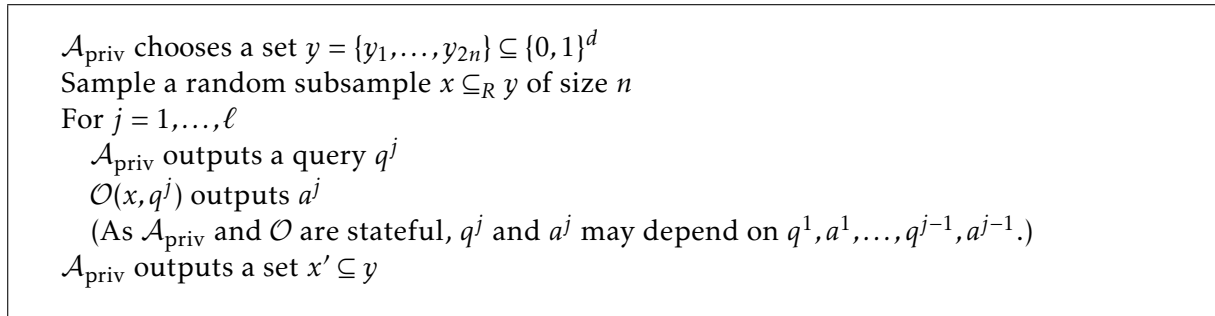 𝒜_priv chooses a set y = {y_1,...,y_{2n}} ⊆ {0,1}^d
Sample a random subsample x ⊆_R y of size n
For j = 1,...,ℓ
𝒜_priv outputs a query q^j
𝒪(x,q^j) outputs a^j
(As 𝒜_priv and 𝒪 are stateful, q^j and a^j may depend on q^1,a^1,...,q^{j−1},a^{j−1}.)
𝒜_priv outputs a set x′ ⊆ y